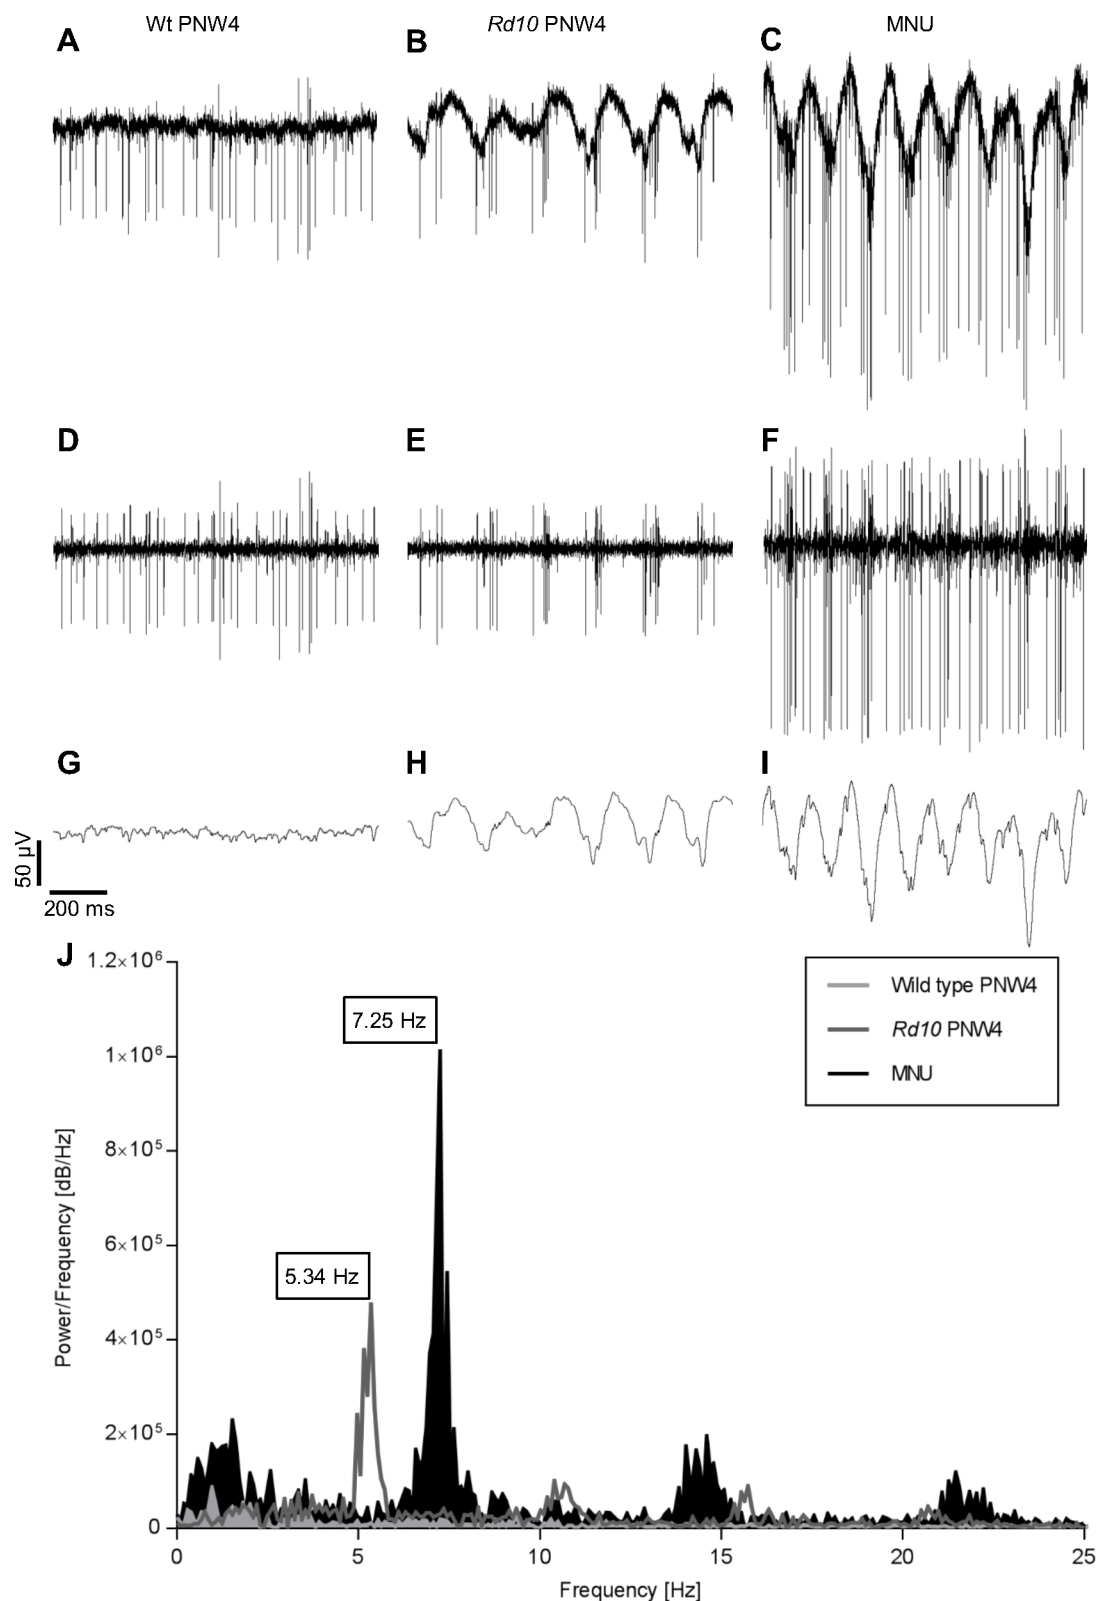 Wt PNW4
Rd10 PNW4
MNU
A
B
C
D
E
F
G
H
I
50 µV
200 ms
J
1.2×10⁶
1×10⁶
8×10⁵
6×10⁵
4×10⁵
2×10⁵
0
Power/Frequency [dB/Hz]
7.25 Hz
5.34 Hz
Wild type PNW4
Rd10 PNW4
MNU
0
5
10
15
20
25
Frequency [Hz]